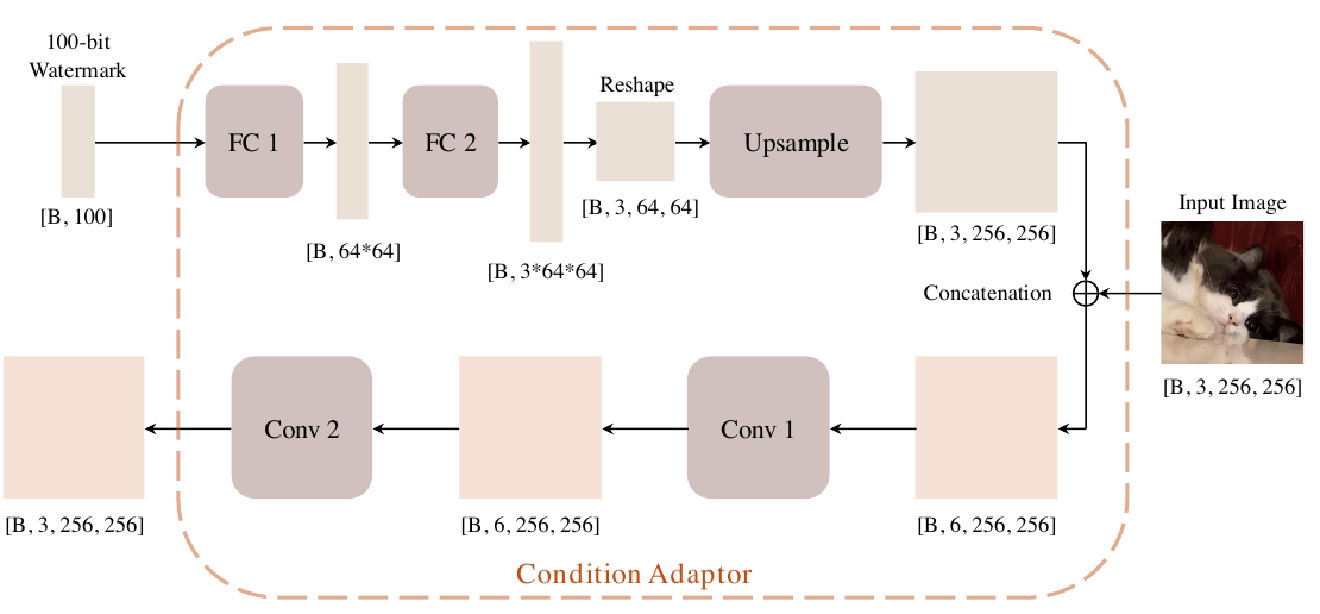 100-bit
Watermark
[B, 100]
FC 1
[B, 64*64]
FC 2
[B, 3*64*64]
Reshape
[B, 3, 64, 64]
Upsample
[B, 3, 256, 256]
Input Image
[B, 3, 256, 256]
Concatenation
[B, 6, 256, 256]
Conv 1
[B, 6, 256, 256]
Conv 2
[B, 3, 256, 256]
Condition Adaptor